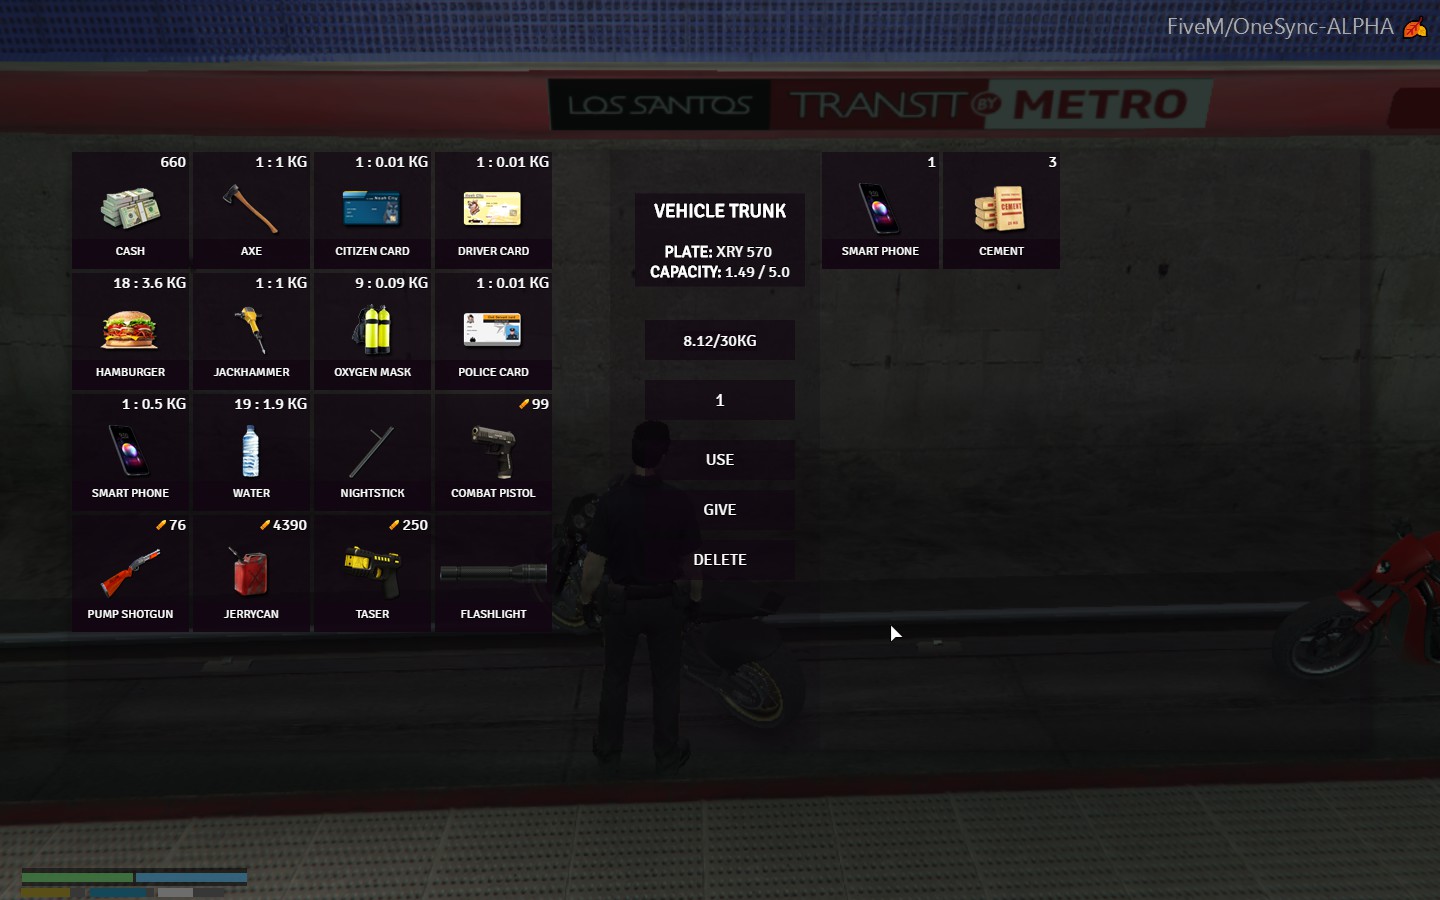 FiveM/OneSync-ALPHA
LOS SANTOS TRANSIT BY METRO
660
CASH
1 : 1 KG
AXE
1 : 0.01 KG
CITIZEN CARD
1 : 0.01 KG
DRIVER CARD
18 : 3.6 KG
HAMBURGER
1 : 1 KG
JACKHAMMER
9 : 0.09 KG
OXYGEN MASK
1 : 0.01 KG
POLICE CARD
1 : 0.5 KG
SMART PHONE
19 : 1.9 KG
WATER
NIGHTSTICK
99
COMBAT PISTOL
76
PUMP SHOTGUN
4390
JERRYCAN
250
TASER
FLASHLIGHT
VEHICLE TRUNK
PLATE: XRY 570
CAPACITY: 1.49 / 5.0
8.12/30KG
1
USE
GIVE
DELETE
1
SMART PHONE
3
CEMENT
CEMENT